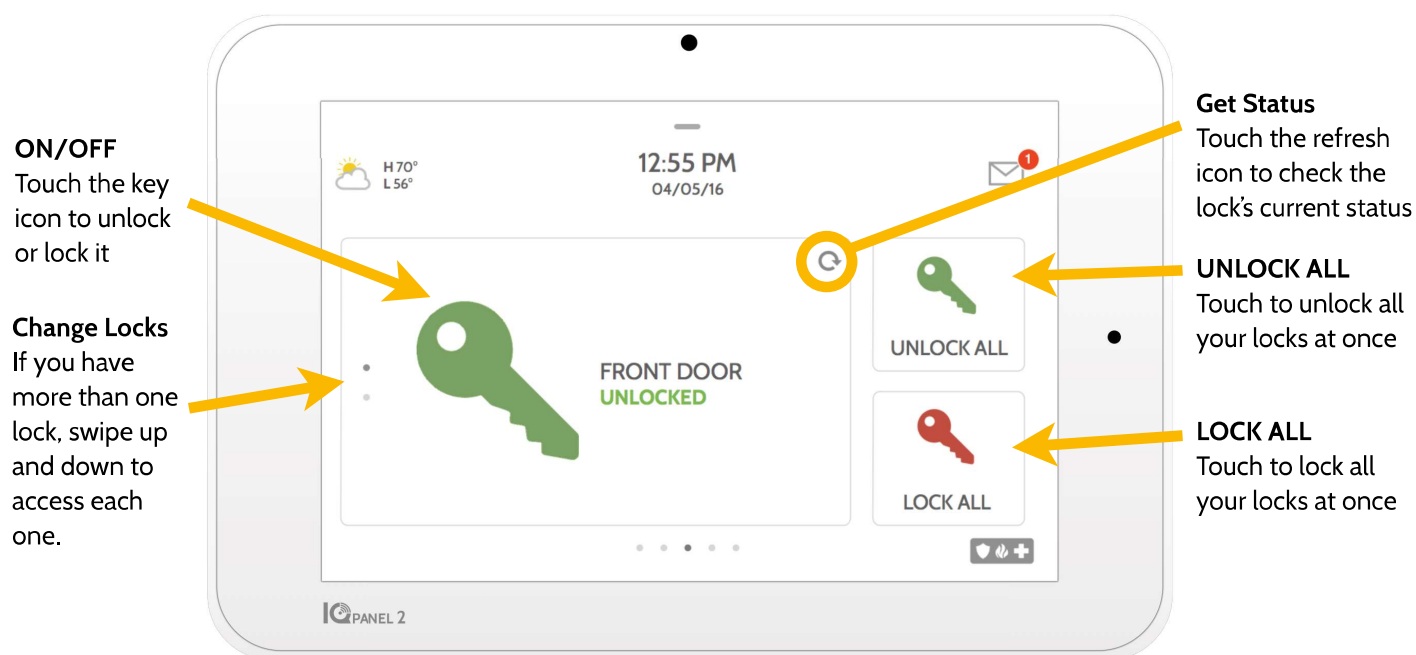 ON/OFF
Touch the key
icon to unlock
or lock it
Change Locks
If you have
more than one
lock, swipe up
and down to
access each
one.
H 70°
L 56°
12:55 PM
04/05/16
1
FRONT DOOR
UNLOCKED
UNLOCK ALL
LOCK ALL
IQ PANEL 2
Get Status
Touch the refresh
icon to check the
lock's current status
UNLOCK ALL
Touch to unlock all
your locks at once
LOCK ALL
Touch to lock all
your locks at once